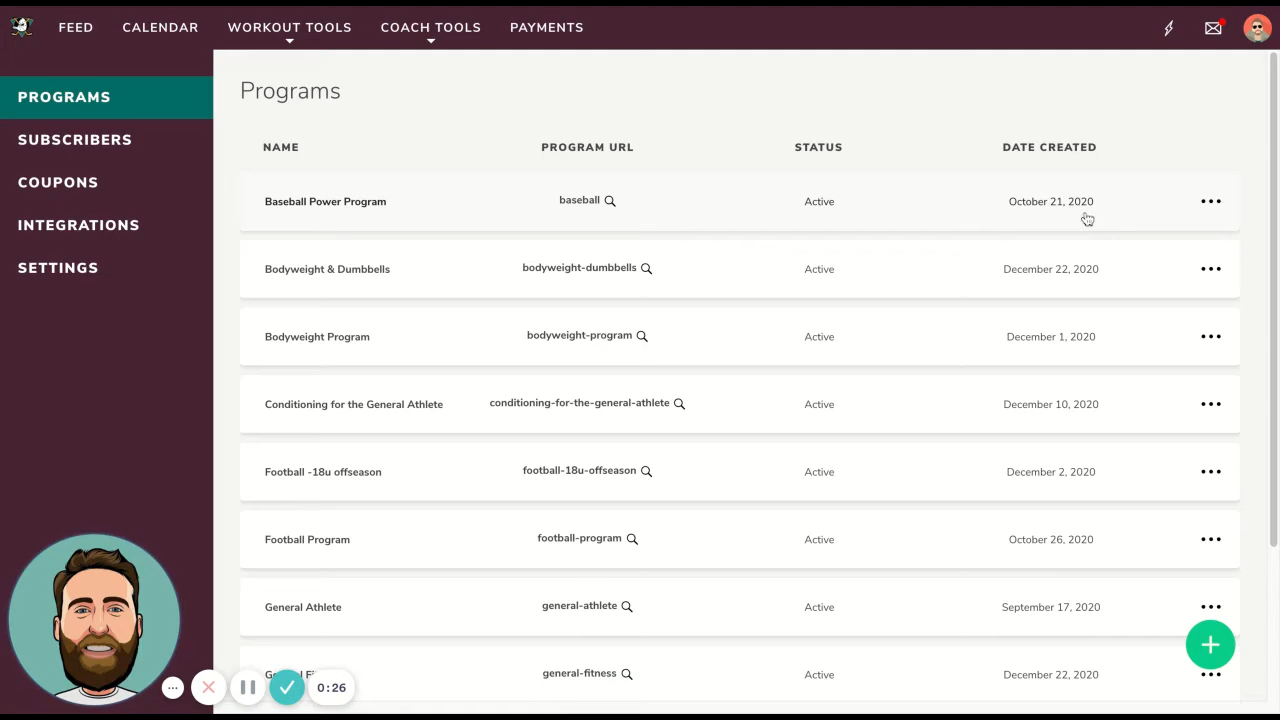 FEED CALENDAR WORKOUT TOOLS COACH TOOLS PAYMENTS
PROGRAMS
SUBSCRIBERS
COUPONS
INTEGRATIONS
SETTINGS
Programs
NAME PROGRAM URL STATUS DATE CREATED
Baseball Power Program baseball Active October 21, 2020
Bodyweight & Dumbbells bodyweight-dumbbells Active December 22, 2020
Bodyweight Program bodyweight-program Active December 1, 2020
Conditioning for the General Athlete conditioning-for-the-general-athlete Active December 10, 2020
Football -18u offseason football-18u-offseason Active December 2, 2020
Football Program football-program Active October 26, 2020
General Athlete general-athlete Active September 17, 2020
general-fitness Active December 22, 2020
0:26